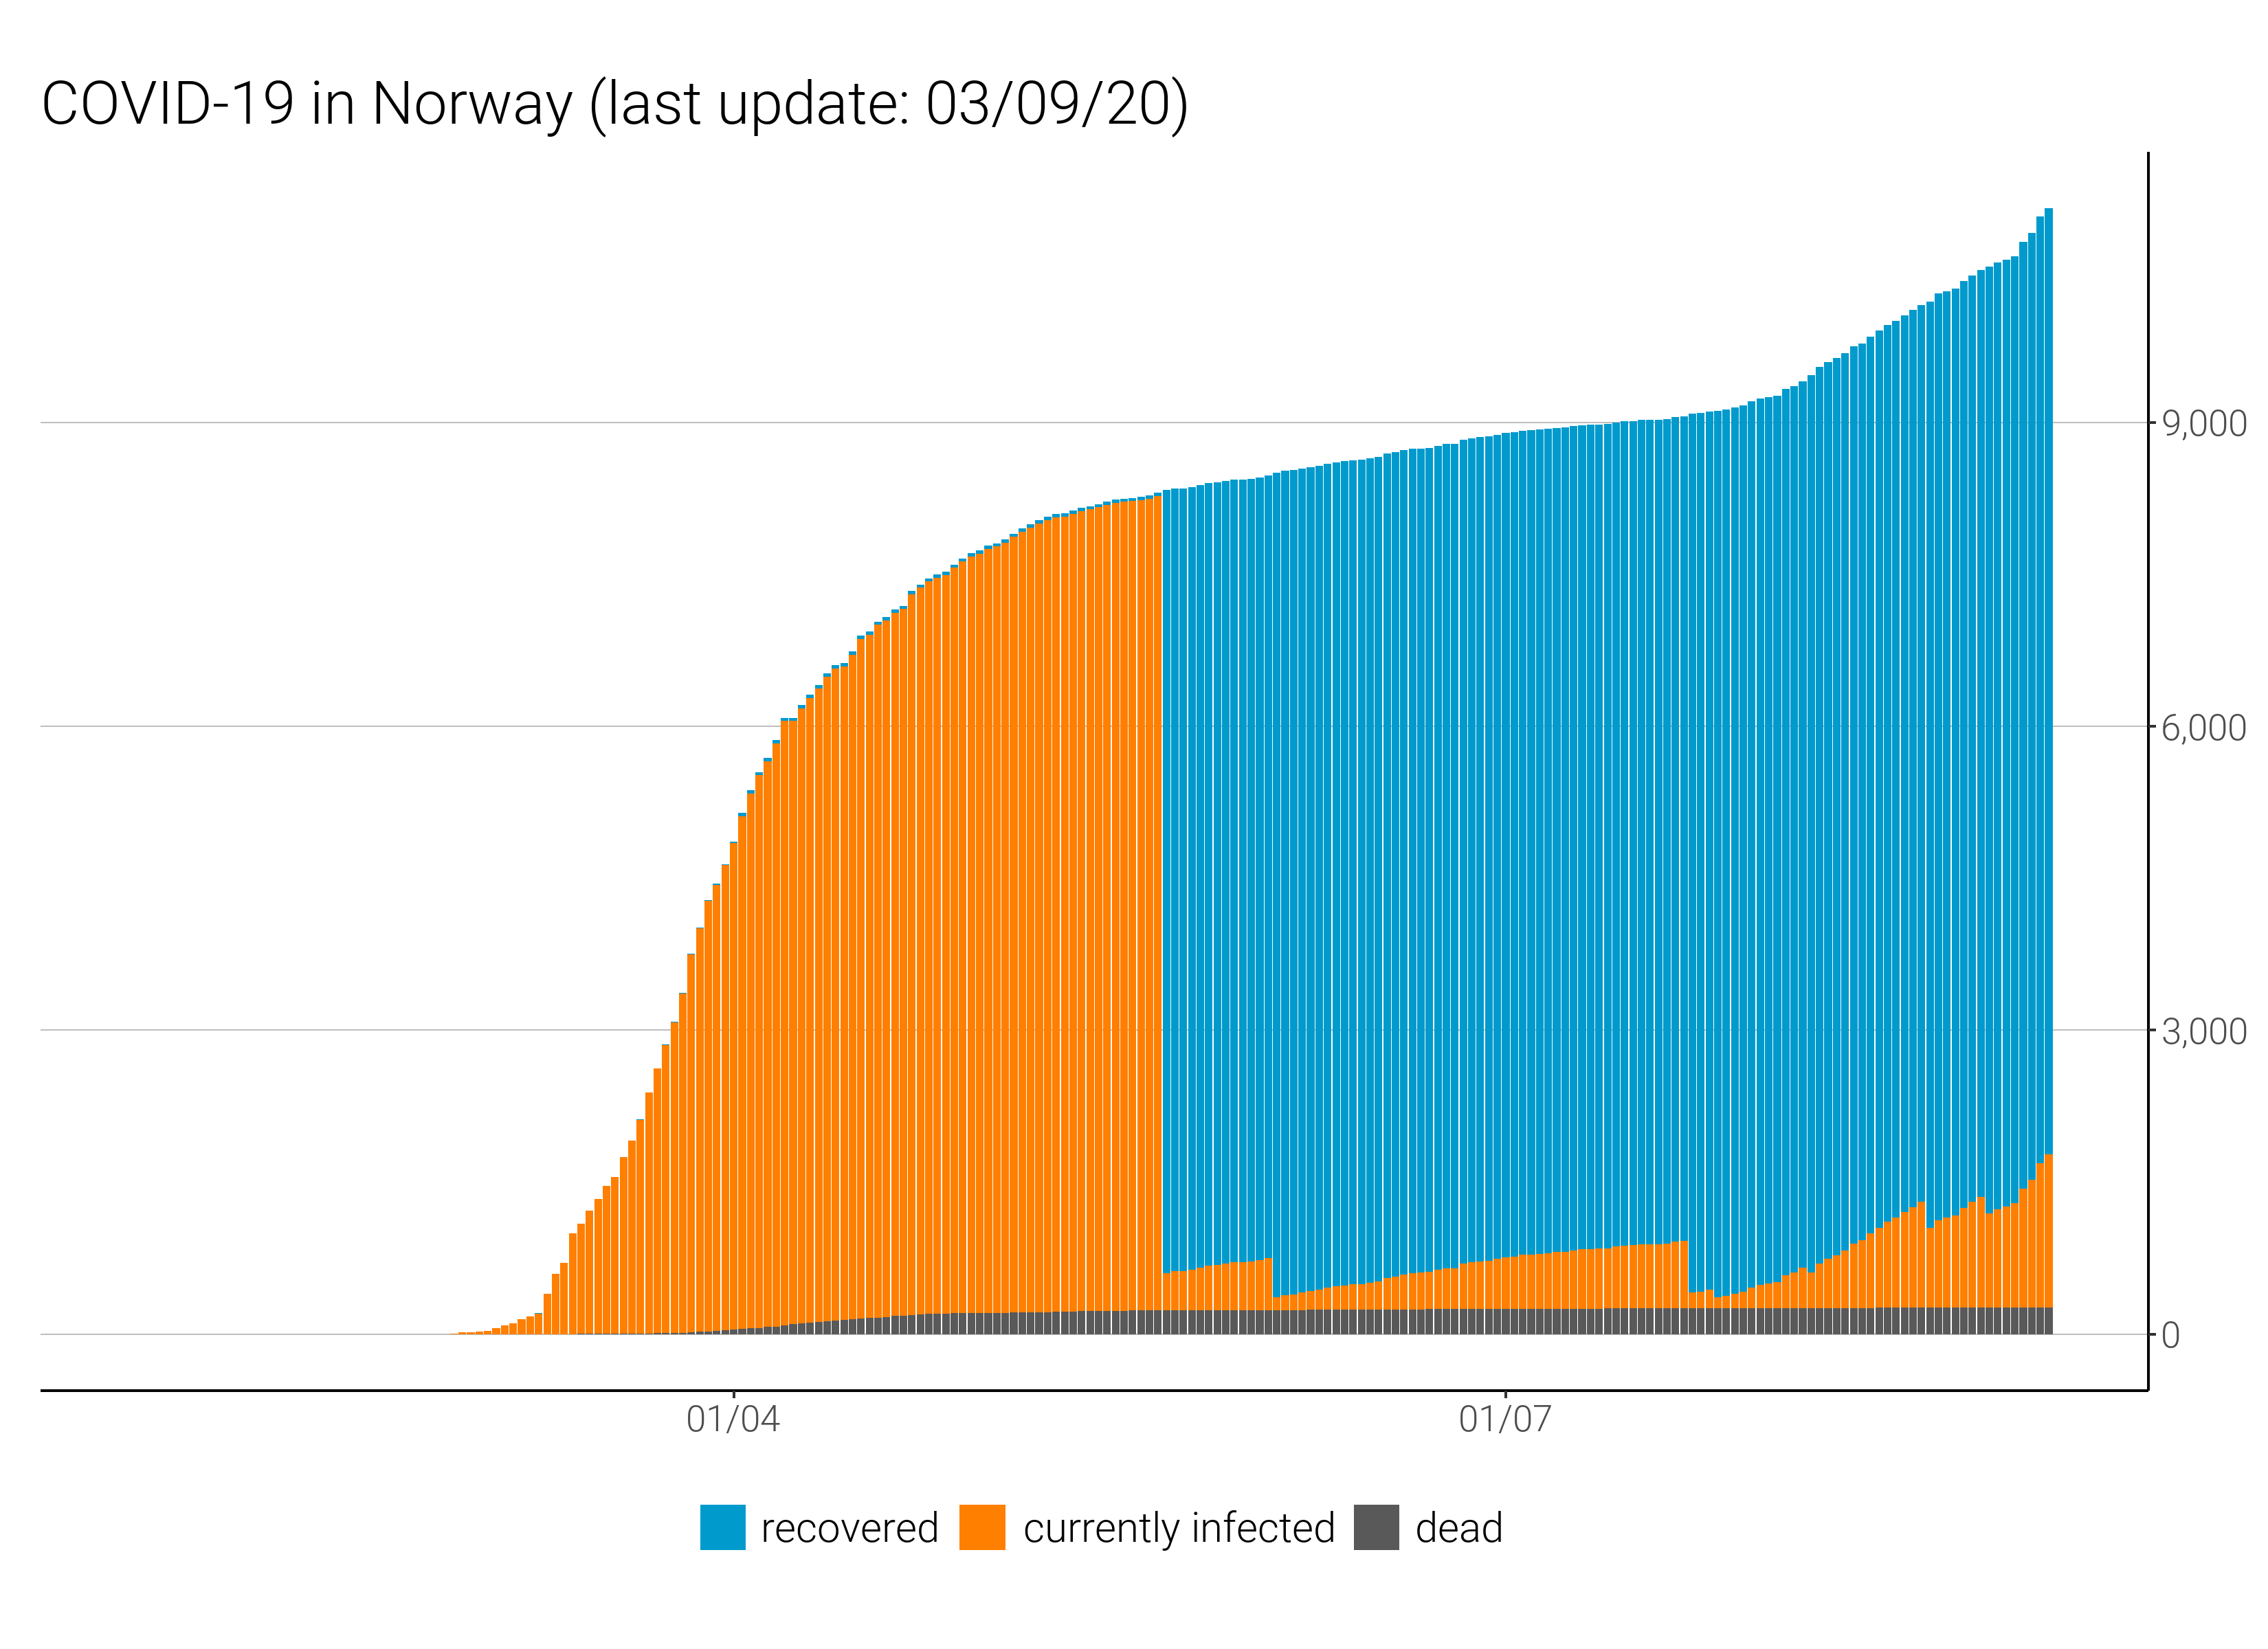 COVID-19 in Norway (last update: 03/09/20)
9,000
6,000
3,000
0
01/04 01/07
recovered currently infected dead